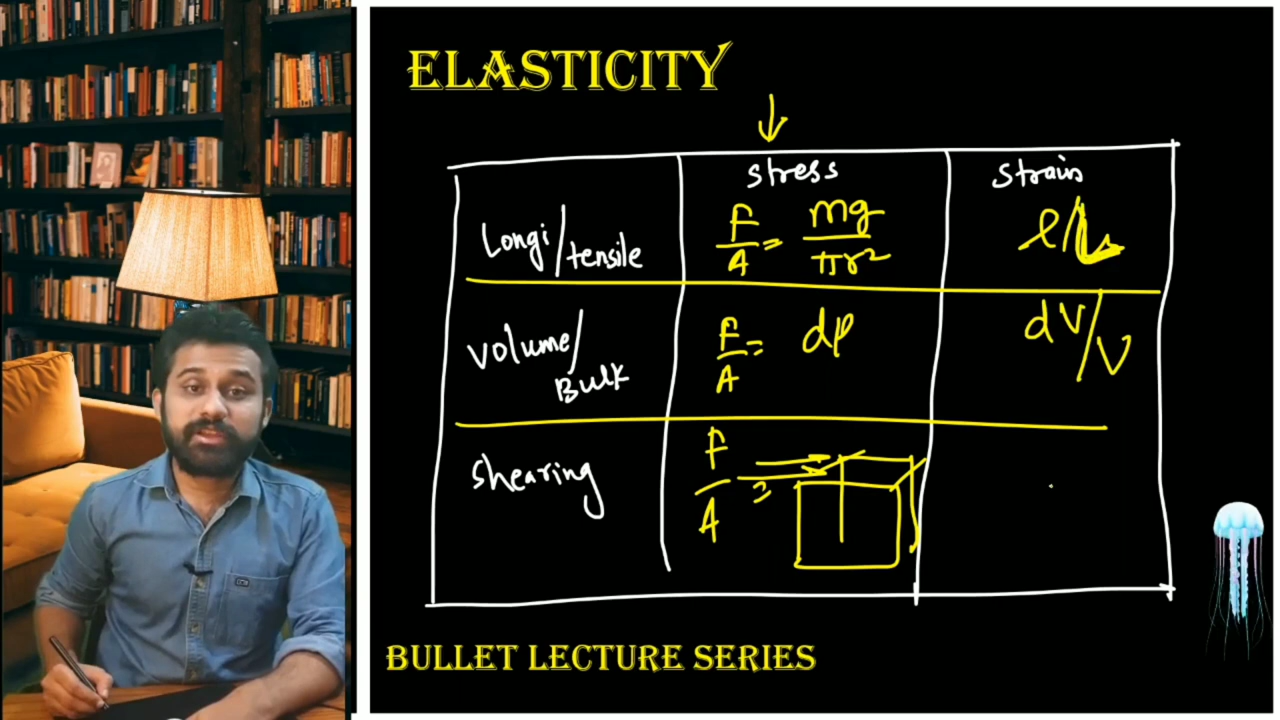 ELASTICITY
stress
strain
Longi/tensile
F/A = mg/πr²
l/L
volume/Bulk
F/A = dp
dV/V
shearing
F/A =
BULLET LECTURE SERIES